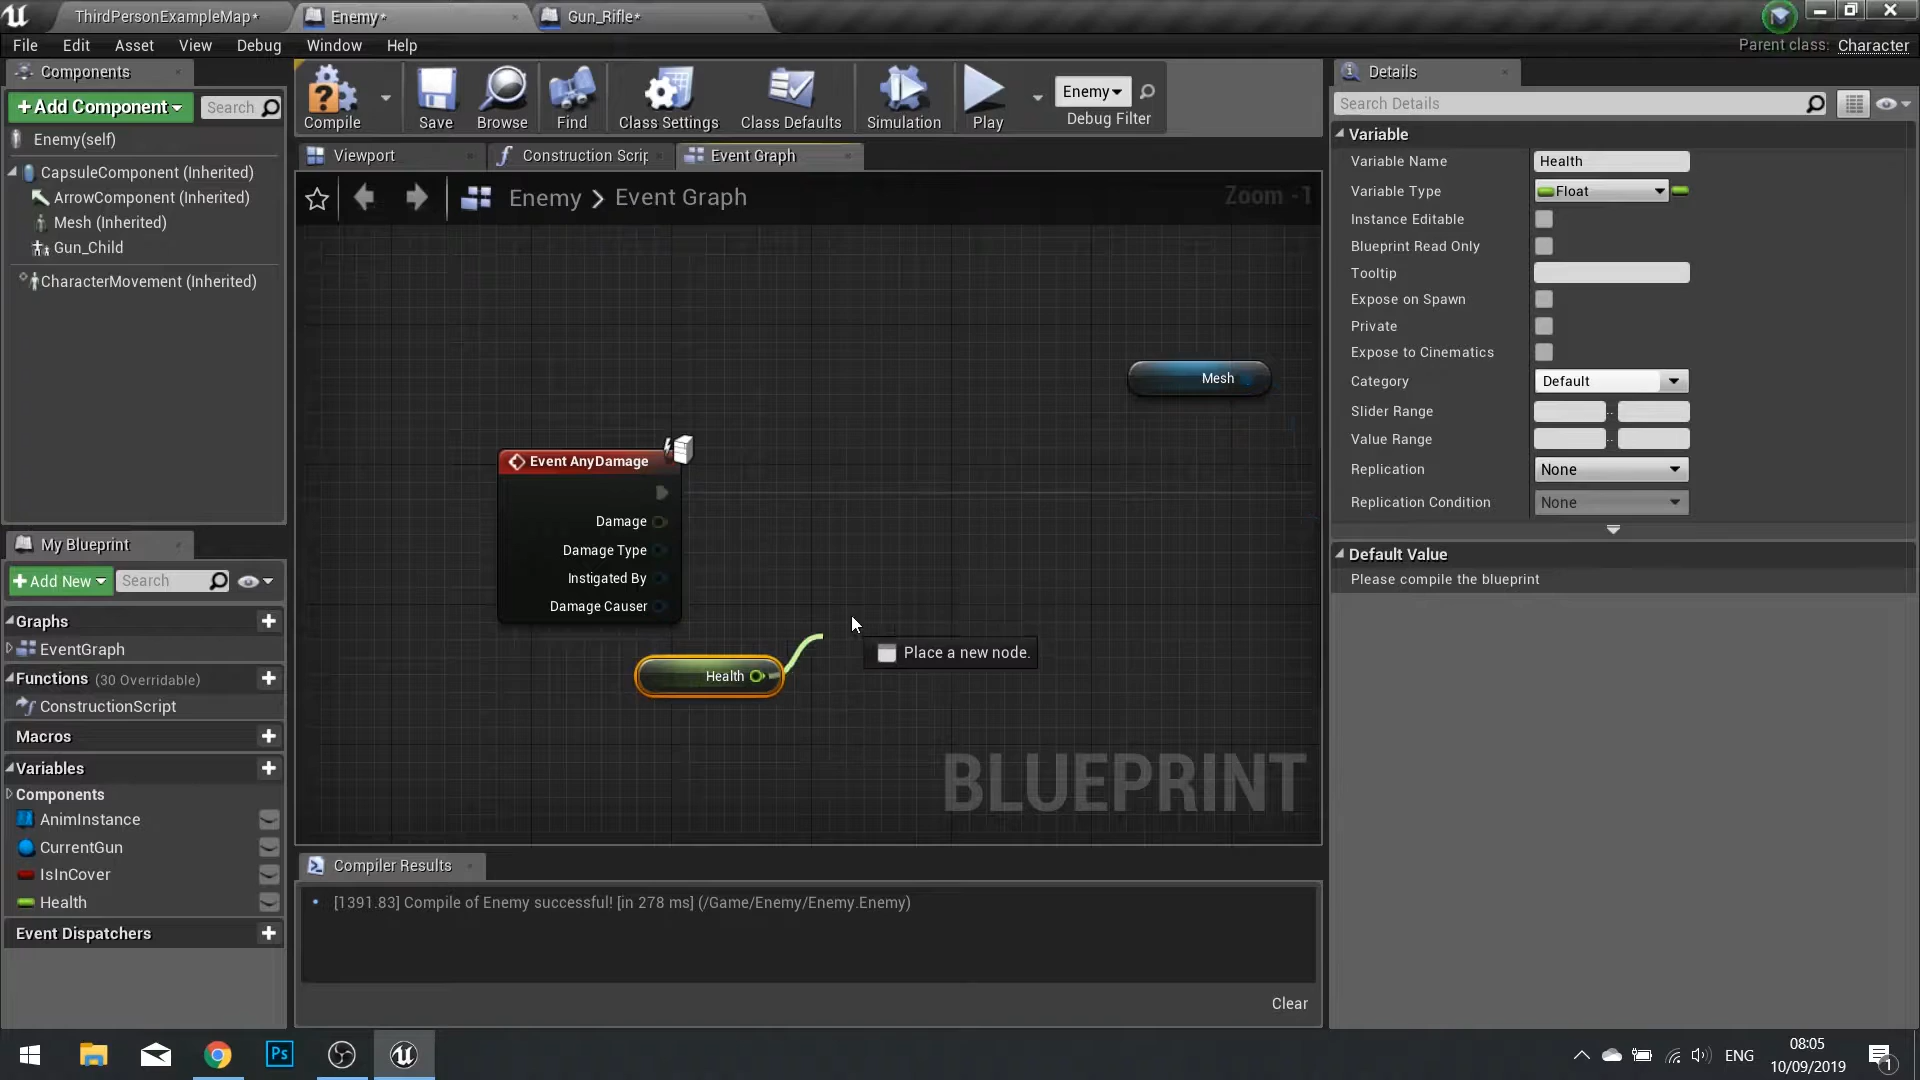 ThirdPersonExampleMap*
Enemy*
Gun_Rifle*
File Edit Asset View Debug Window Help
Parent class: Character
Components
+Add Component
Search
Enemy(self)
CapsuleComponent (Inherited)
ArrowComponent (Inherited)
Mesh (Inherited)
Gun_Child
CharacterMovement (Inherited)
My Blueprint
+Add New
Search
Graphs
EventGraph
Functions (30 Overridable)
ConstructionScript
Macros
Variables
Components
AnimInstance
CurrentGun
IsInCover
Health
Event Dispatchers
Compile
Save
Browse
Find
Class Settings
Class Defaults
Simulation
Play
Enemy
Debug Filter
Viewport
Construction Scrip
Event Graph
Enemy > Event Graph
Zoom -1
Mesh
Event AnyDamage
Damage
Damage Type
Instigated By
Damage Causer
Health
Place a new node.
BLUEPRINT
Compiler Results
[1391.83] Compile of Enemy successful! [in 278 ms] (/Game/Enemy/Enemy.Enemy)
Clear
Details
Search Details
Variable
Variable Name Health
Variable Type Float
Instance Editable
Blueprint Read Only
Tooltip
Expose on Spawn
Private
Expose to Cinematics
Category Default
Slider Range ..
Value Range ..
Replication None
Replication Condition None
Default Value
Please compile the blueprint
Ps
ENG
08:05
10/09/2019
1